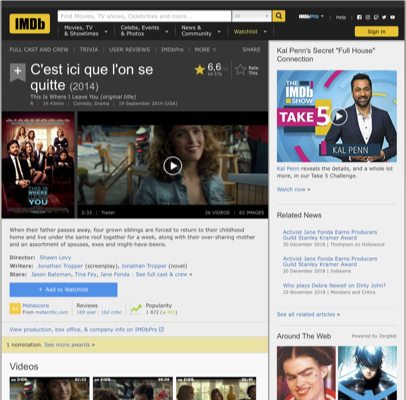 IMDb
Find Movies, TV shows, Celebrities and more...
All
IMDbPro
Help
Movies, TV & Showtimes
Celebs, Events & Photos
News & Community
Watchlist
FULL CAST AND CREW | TRIVIA | USER REVIEWS | IMDbPro | MORE
SHARE
C'est ici que l'on se quitte (2014)
This Is Where I Leave You (original title)
1h 43min | Comedy, Drama | 19 September 2014 (USA)
6,6
Rate This
THIS IS WHERE I LEAVE YOU
2:33 | Trailer
26 VIDEOS | 83 IMAGES
When their father passes away, four grown siblings are forced to return to their childhood
home and live under the same roof together for a week, along with their over-sharing mother
and an assortment of spouses, exes and might-have-beens.
Director: Shawn Levy
Writers: Jonathan Tropper (screenplay), Jonathan Tropper (novel)
Stars: Jason Bateman, Tina Fey, Jane Fonda | See full cast & crew »
+ Add to Watchlist
Metascore
From metacritic.com
Reviews
169 user | 162 critic
Popularity
View production, box office, & company info on IMDbPro
1 nomination. See more awards »
Videos
Kal Penn's Secret "Full House"
Connection
THE IMDb SHOW
TAKE 5
KAL PENN
Kal Penn reveals the details, and a whole lot
more, in our Take 5 Challenge.
Watch now »
Related News
Activist Jane Fonda Earns Producers
Guild Stanley Kramer Award
20 December 2018 | Thompson on Hollywood
Activist Jane Fonda Earns Producers
Guild Stanley Kramer Award
20 December 2018 | Indiewire
Who plays Debra Newell on Dirty John?
25 November 2018 | Monsters and Critics
See all related articles »
Around The Web
Powered by ZergNet